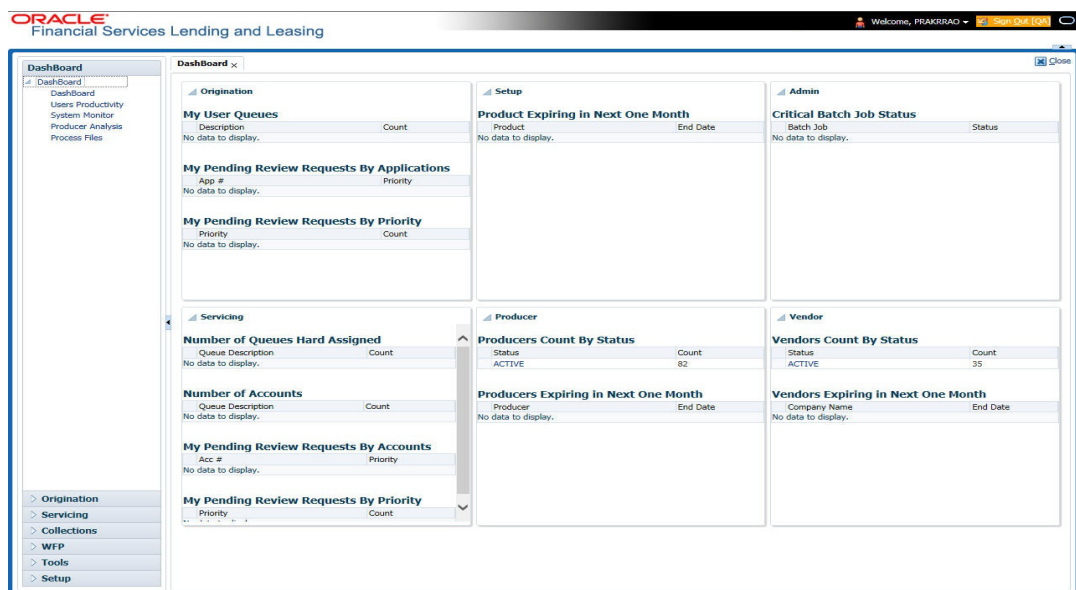 ORACLE
Financial Services Lending and Leasing
Welcome, PRAKRRAO
Sign Out [QA]
DashBoard
DashBoard
DashBoard
Users Productivity
System Monitor
Producer Analysis
Process Files
Origination
Servicing
Collections
WFP
Tools
Setup
DashBoard
Close
Origination
My User Queues
Description Count
No data to display.
My Pending Review Requests By Applications
App # Priority
No data to display.
My Pending Review Requests By Priority
Priority Count
No data to display.
Setup
Product Expiring in Next One Month
Product End Date
No data to display.
Admin
Critical Batch Job Status
Batch Job Status
No data to display.
Servicing
Number of Queues Hard Assigned
Queue Description Count
No data to display.
Number of Accounts
Queue Description Count
No data to display.
My Pending Review Requests By Accounts
Acc # Priority
No data to display.
My Pending Review Requests By Priority
Priority Count
Producer
Producers Count By Status
Status Count
ACTIVE 82
Producers Expiring in Next One Month
Producer End Date
No data to display.
Vendor
Vendors Count By Status
Status Count
ACTIVE 35
Vendors Expiring in Next One Month
Company Name End Date
No data to display.